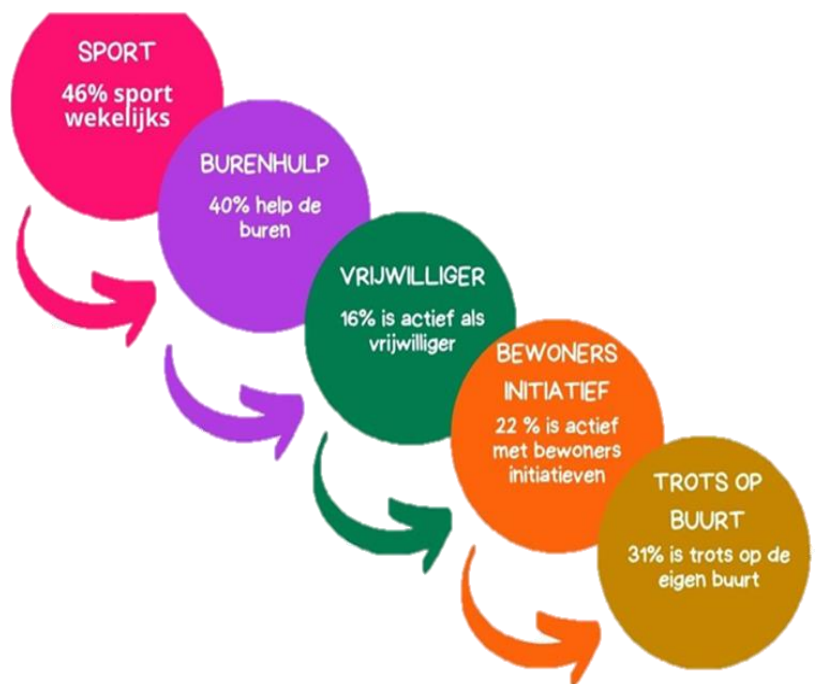 SPORT
46% sport
wekelijks
BURENHULP
40% help de
buren
VRIJWILLIGER
16% is actief als
vrijwilliger
BEWONERS
INITIATIEF
22 % is actief
met bewoners
initiatieven
TROTS OP
BUURT
31% is trots op de
eigen buurt